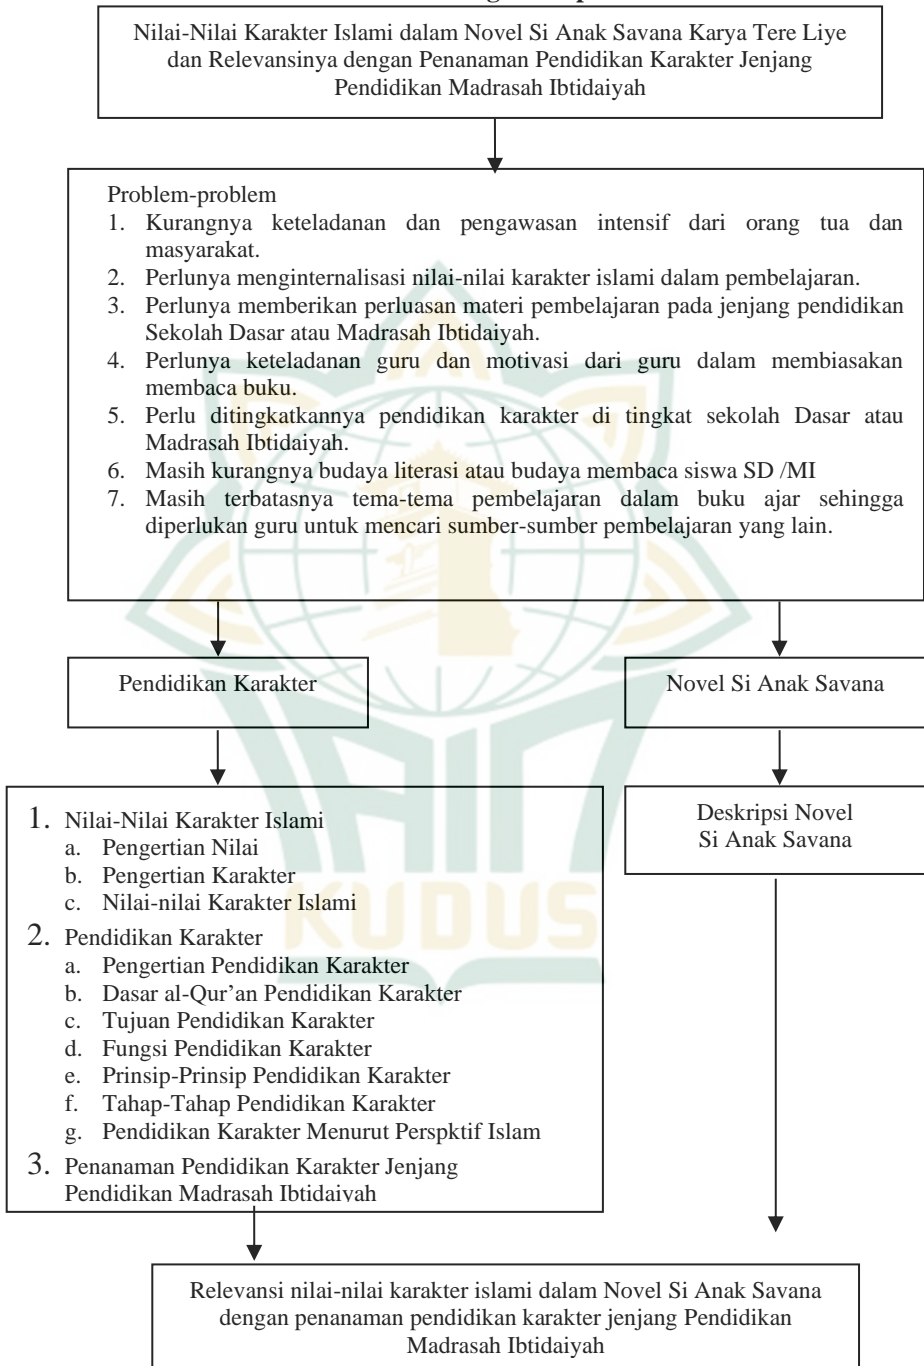 Nilai-Nilai Karakter Islami dalam Novel Si Anak Savana Karya Tere Liye
dan Relevansinya dengan Penanaman Pendidikan Karakter Jenjang
Pendidikan Madrasah Ibtidaiyah
Problem-problem
1. Kurangnya keteladanan dan pengawasan intensif dari orang tua dan
masyarakat.
2. Perlunya menginternalisasi nilai-nilai karakter islami dalam pembelajaran.
3. Perlunya memberikan perluasan materi pembelajaran pada jenjang pendidikan
Sekolah Dasar atau Madrasah Ibtidaiyah.
4. Perlunya keteladanan guru dan motivasi dari guru dalam membiasakan
membaca buku.
5. Perlu ditingkatkannya pendidikan karakter di tingkat sekolah Dasar atau
Madrasah Ibtidaiyah.
6. Masih kurangnya budaya literasi atau budaya membaca siswa SD /MI
7. Masih terbatasnya tema-tema pembelajaran dalam buku ajar sehingga
diperlukan guru untuk mencari sumber-sumber pembelajaran yang lain.
Pendidikan Karakter
Novel Si Anak Savana
1. Nilai-Nilai Karakter Islami
a. Pengertian Nilai
b. Pengertian Karakter
c. Nilai-nilai Karakter Islami
2. Pendidikan Karakter
a. Pengertian Pendidikan Karakter
b. Dasar al-Qur’an Pendidikan Karakter
c. Tujuan Pendidikan Karakter
d. Fungsi Pendidikan Karakter
e. Prinsip-Prinsip Pendidikan Karakter
f. Tahap-Tahap Pendidikan Karakter
g. Pendidikan Karakter Menurut Perspktif Islam
3. Penanaman Pendidikan Karakter Jenjang
Pendidikan Madrasah Ibtidaiyah
Deskripsi Novel
Si Anak Savana
IAIN
KUDUS
Relevansi nilai-nilai karakter islami dalam Novel Si Anak Savana
dengan penanaman pendidikan karakter jenjang Pendidikan
Madrasah Ibtidaiyah